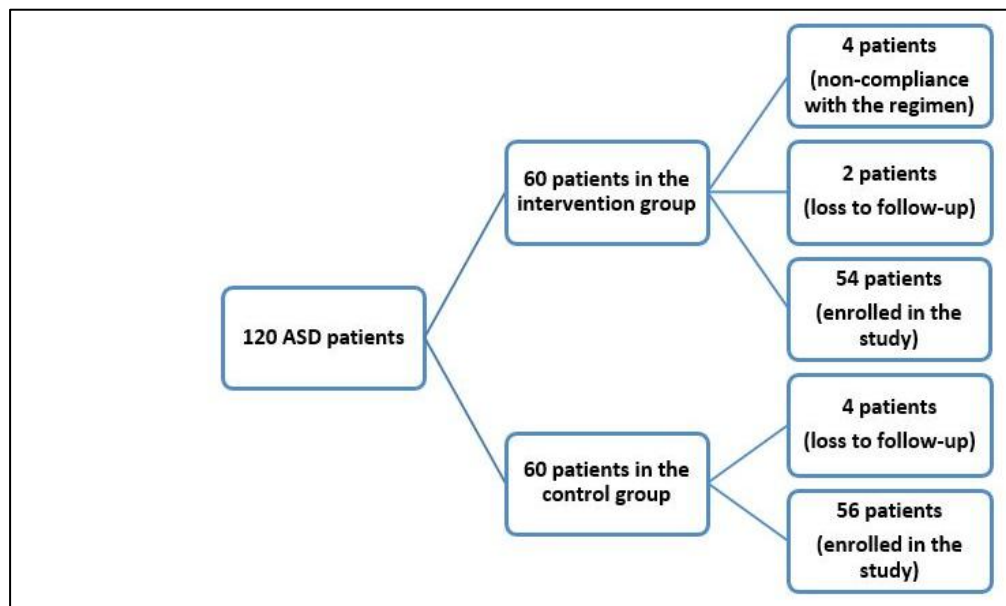 4 patients
(non-compliance
with the regimen)
60 patients in the
intervention group
2 patients
(loss to follow-up)
54 patients
(enrolled in the
study)
120 ASD patients
4 patients
(loss to follow-up)
60 patients in the
control group
56 patients
(enrolled in the
study)